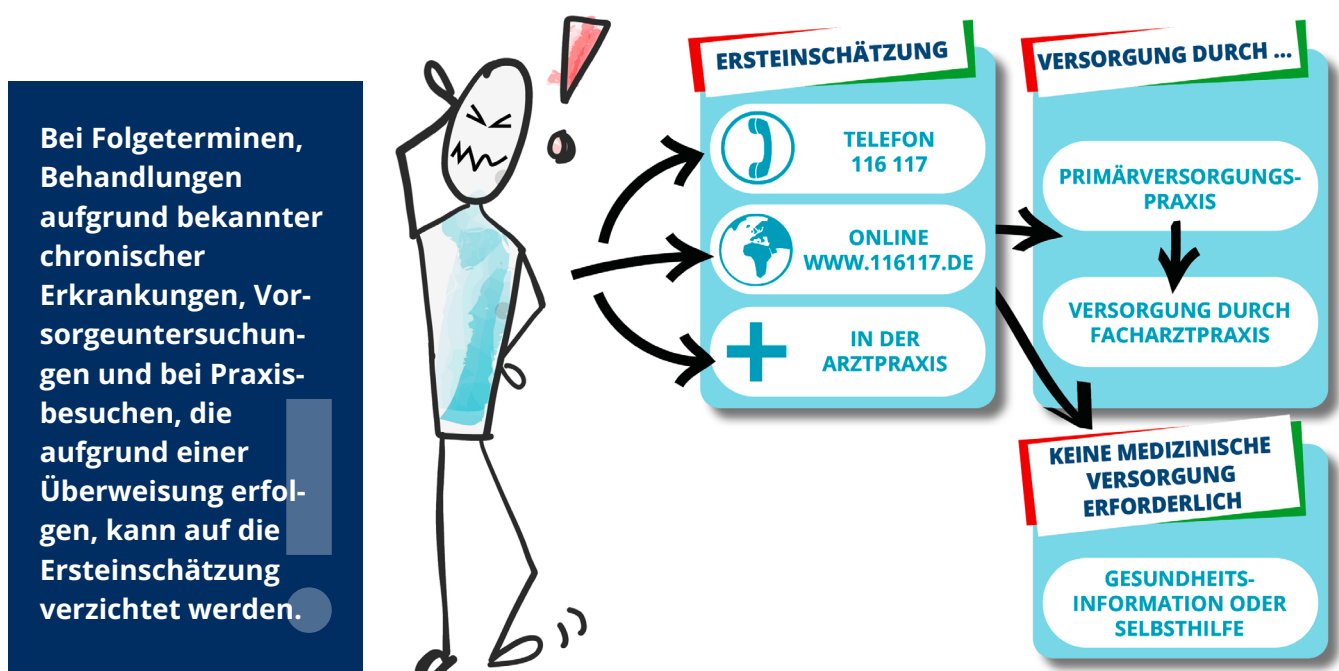 Bei Folgeterminen,
Behandlungen
aufgrund bekannter
chronischer
Erkrankungen, Vor-
sorgeuntersuchun-
gen und bei Praxis-
besuchen, die
aufgrund einer
Überweisung erfol-
gen, kann auf die
Ersteinschätzung
verzichtet werden.
ERSTEINSCHÄTZUNG
TELEFON
116 117
ONLINE
WWW.116117.DE
IN DER
ARZTPRAXIS
VERSORGUNG DURCH ...
PRIMÄRVERSORGUNGS-
PRAXIS
VERSORGUNG DURCH
FACHARZTPRAXIS
KEINE MEDIZINISCHE
VERSORGUNG
ERFORDERLICH
GESUNDHEITS-
INFORMATION ODER
SELBSTHILFE